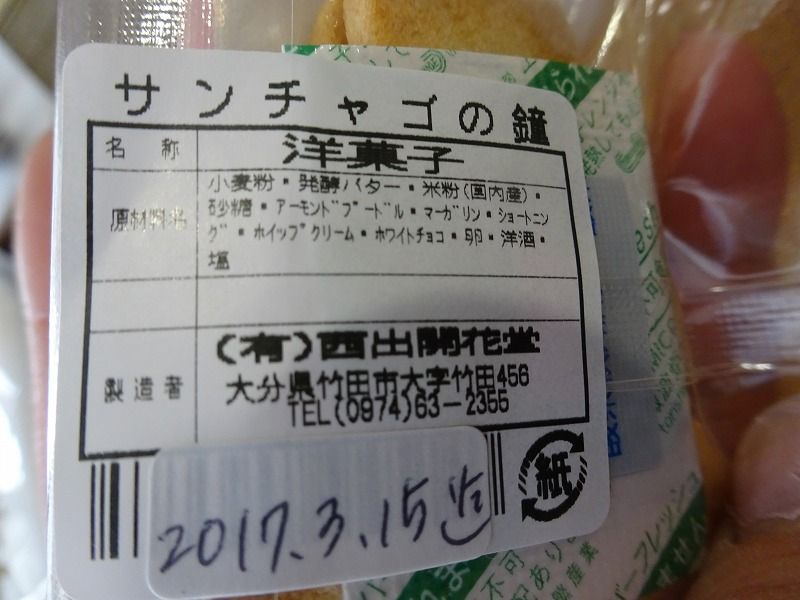 サンチャゴの鐘
名称 洋菓子
原材料名 小麦粉・発酵バター・米粉(国内産)・
砂糖・アーモンドプードル・マーガリン・ショートニン
グ・ホイップクリーム・ホワイトチョコ・卵・洋酒・
塩
製造者 (有)西出開花堂
大分県竹田市大字竹田456
TEL(0974)63-2355
紙
2017.3.15
不可